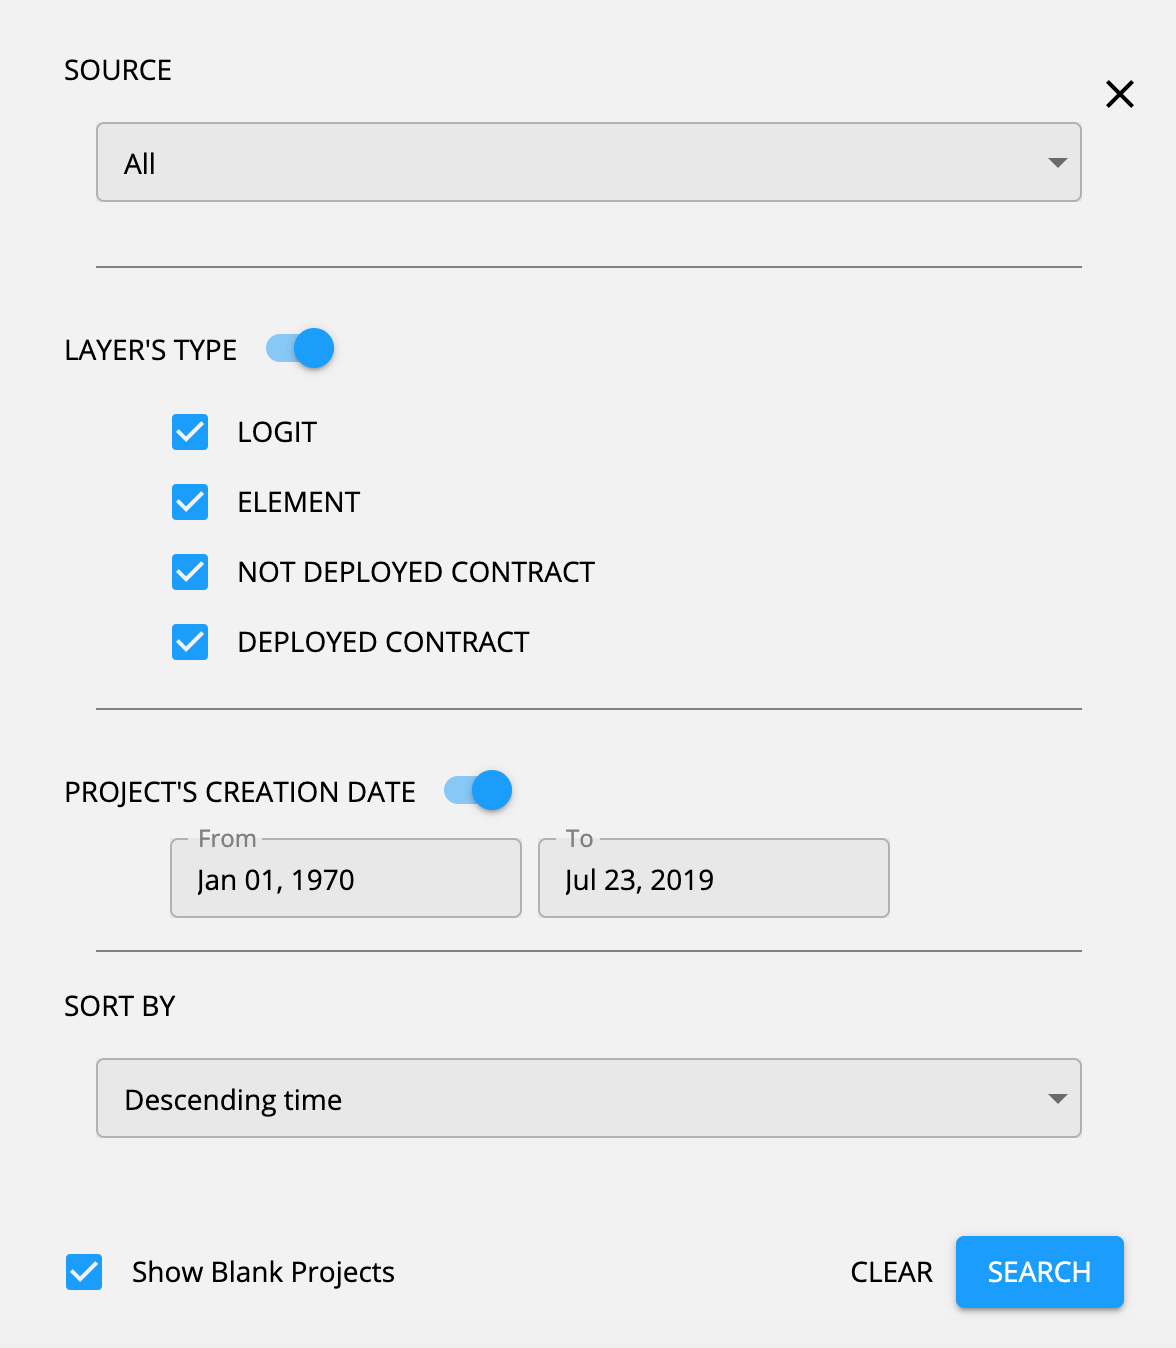 SOURCE
All
LAYER'S TYPE
LOGIT
ELEMENT
NOT DEPLOYED CONTRACT
DEPLOYED CONTRACT
PROJECT'S CREATION DATE
From To
Jan 01, 1970 Jul 23, 2019
SORT BY
Descending time
Show Blank Projects CLEAR SEARCH